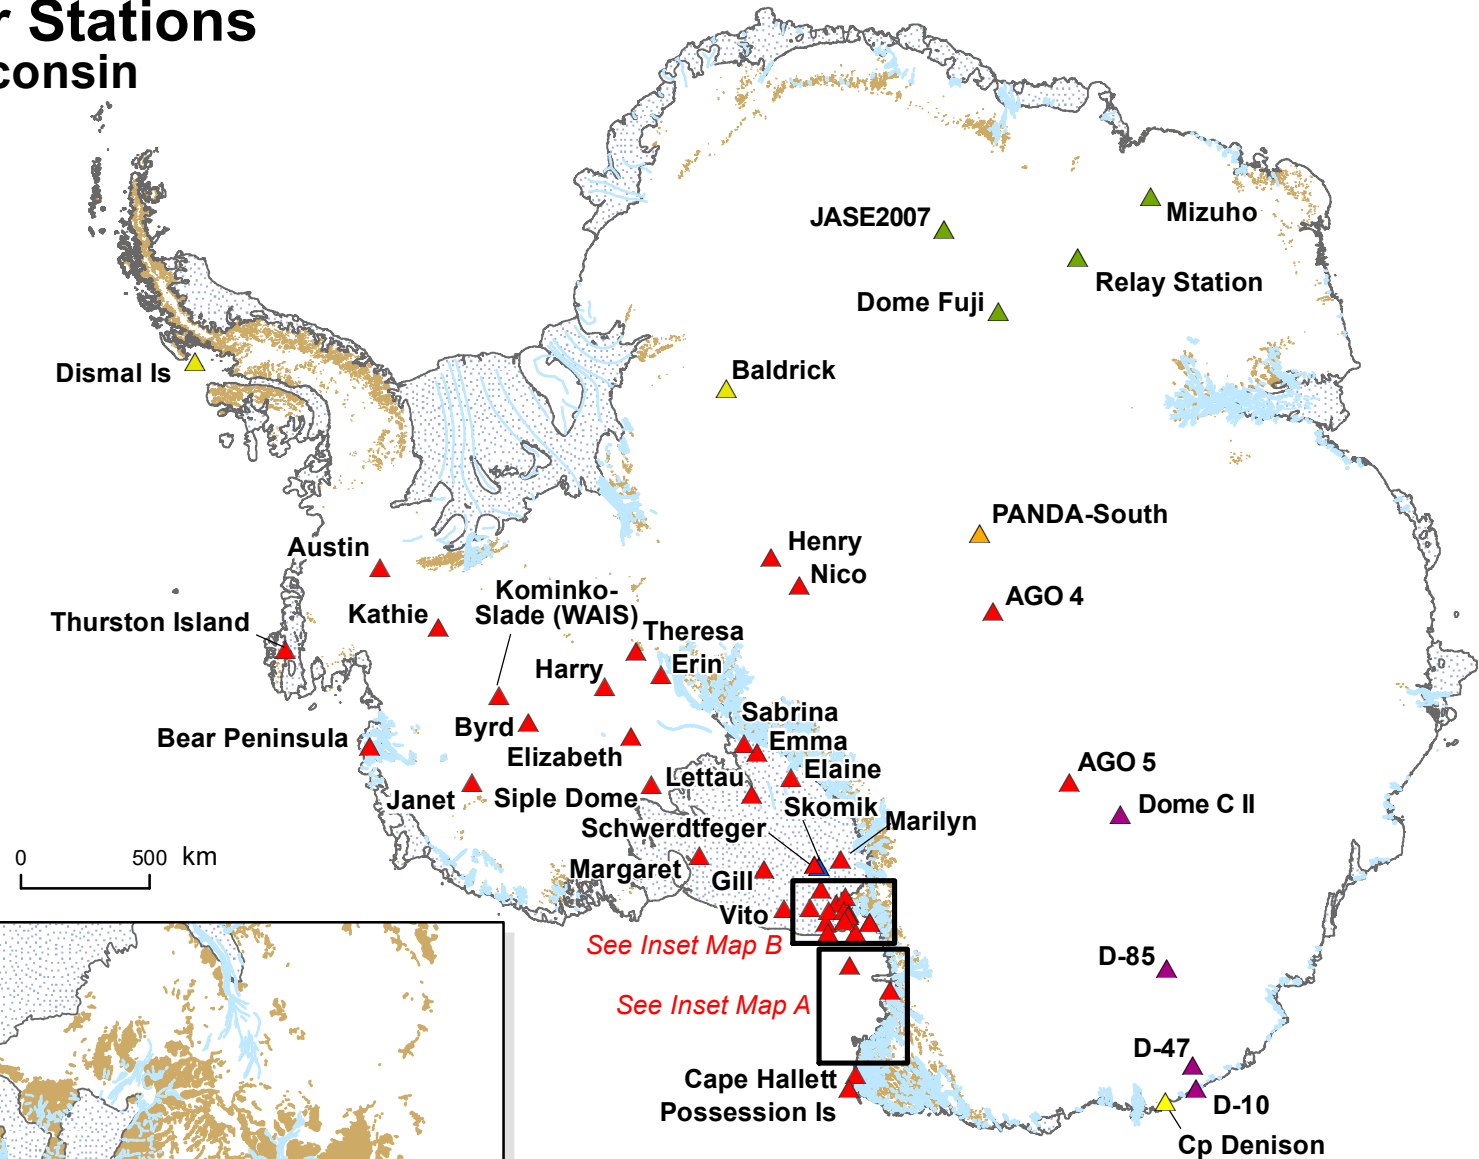 r Stations
consin
Mizuho
JASE2007
Relay Station
Dome Fuji
Dismal Is
Baldrick
PANDA-South
Henry
Austin
Nico
Kominko-
Slade (WAIS)
AGO 4
Kathie
Thurston Island
Theresa
Erin
Harry
Sabrina
Byrd
Bear Peninsula
Emma
Elizabeth
AGO 5
Elaine
Lettau
Janet
Siple Dome
Skomik
Dome C II
Marilyn
Schwerdtfeger
0 500 km
Margaret
Gill
Vito
See Inset Map B
D-85
See Inset Map A
D-47
Cape Hallett
D-10
Possession Is
Cp Denison